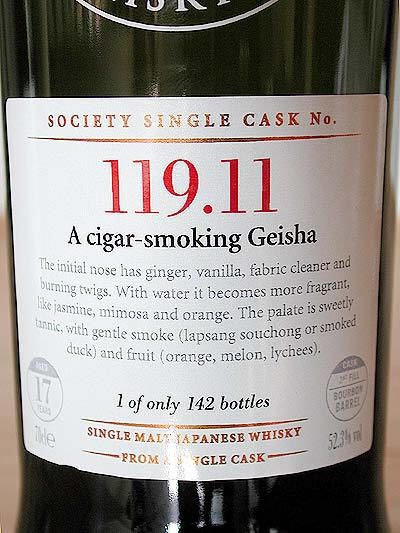 SOCIETY SINGLE CASK No.
119.11
A cigar-smoking Geisha
The initial nose has ginger, vanilla, fabric cleaner and
burning twigs. With water it becomes more fragrant,
like jasmine, mimosa and orange. The palate is sweetly
tannic, with gentle smoke (lapsang souchong or smoked
duck) and fruit (orange, melon, lychees).
AGED
17
YEARS
CASK
BOURBON
BARREL
1 of only 142 bottles
70cl℮
SINGLE MALT JAPANESE WHISKY
52.3% vol
FROM A SINGLE CASK